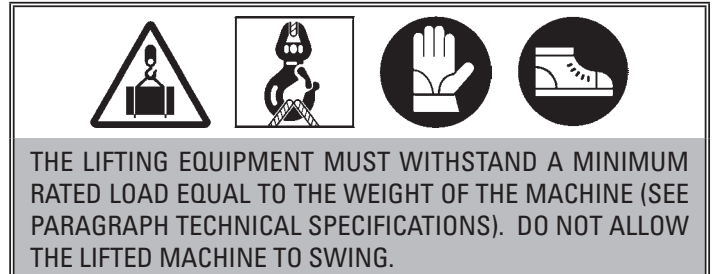 THE LIFTING EQUIPMENT MUST WITHSTAND A MINIMUM
RATED LOAD EQUAL TO THE WEIGHT OF THE MACHINE (SEE
PARAGRAPH TECHNICAL SPECIFICATIONS). DO NOT ALLOW
THE LIFTED MACHINE TO SWING.